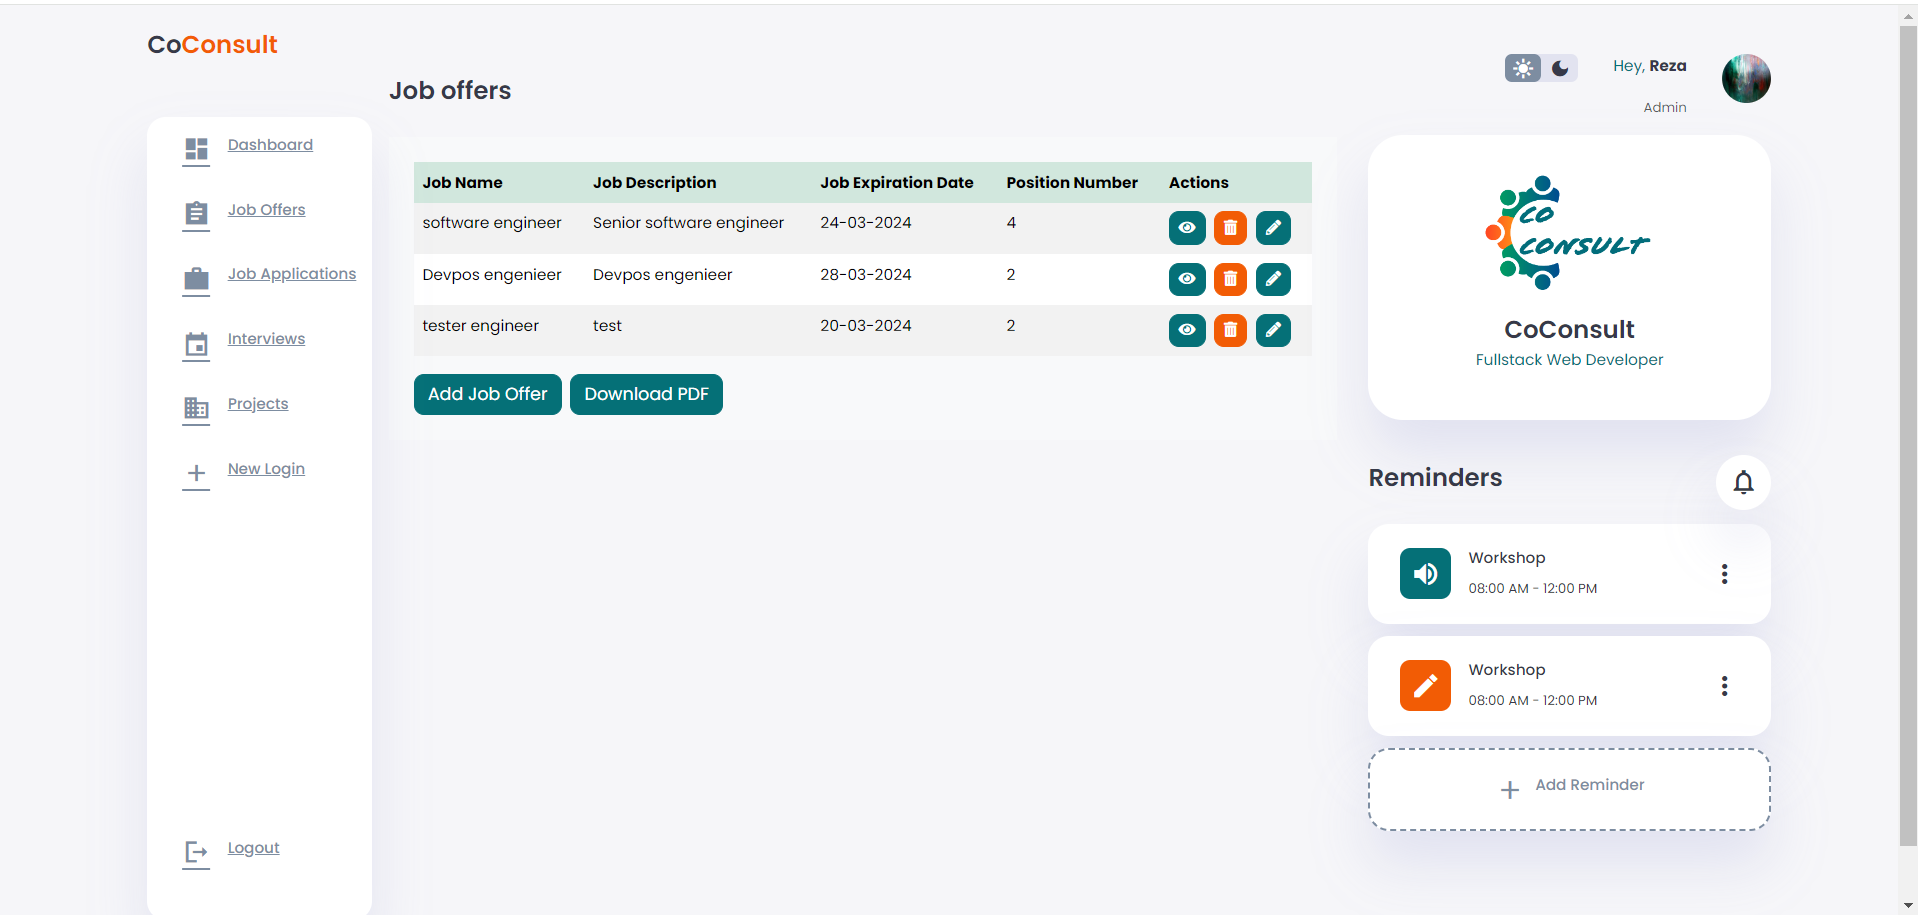 CoConsult
Job offers
Hey, Reza
Admin
Dashboard
Job Offers
Job Applications
Interviews
Projects
New Login
Logout
Job Name Job Description Job Expiration Date Position Number Actions
software engineer Senior software engineer 24-03-2024 4
Devpos engenieer Devpos engenieer 28-03-2024 2
tester engineer test 20-03-2024 2
Add Job Offer Download PDF
CO
CONSULT
CoConsult
Fullstack Web Developer
Reminders
Workshop
08:00 AM - 12:00 PM
Workshop
08:00 AM - 12:00 PM
Add Reminder